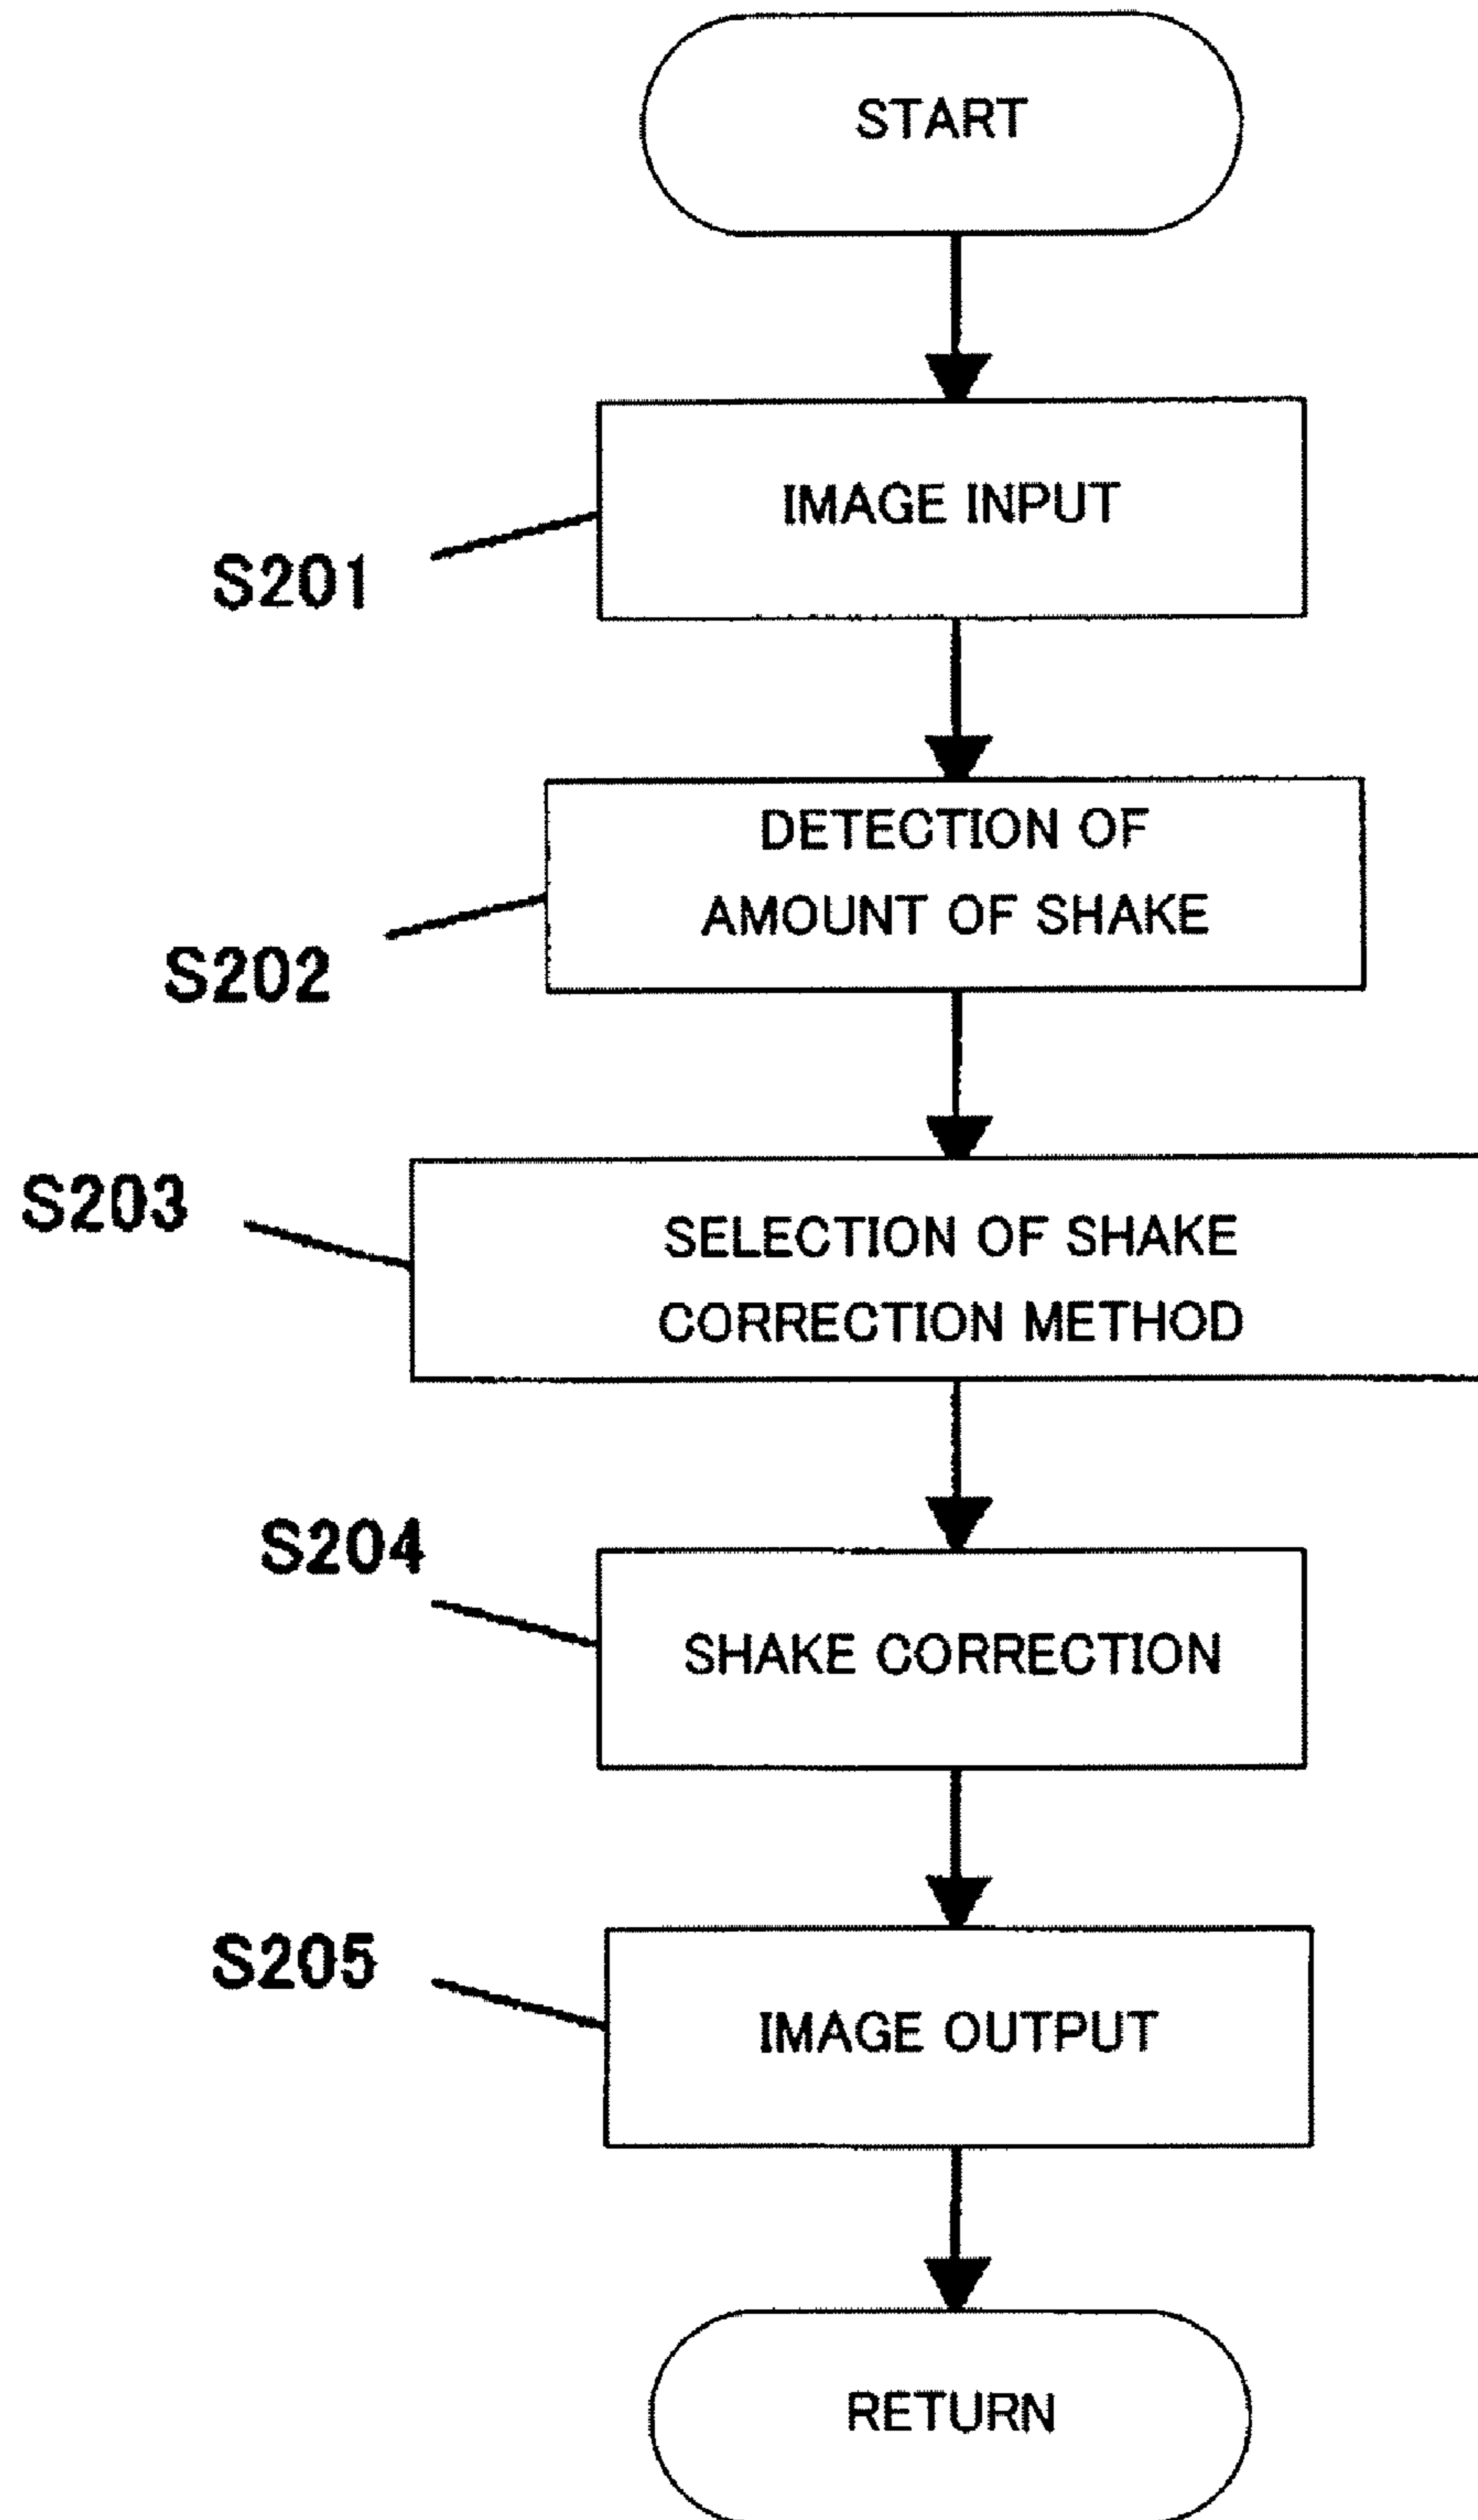 START
IMAGE INPUT
S201
DETECTION OF
AMOUNT OF SHAKE
S202
S203
SELECTION OF SHAKE
CORRECTION METHOD
S204
SHAKE CORRECTION
S205
IMAGE OUTPUT
RETURN